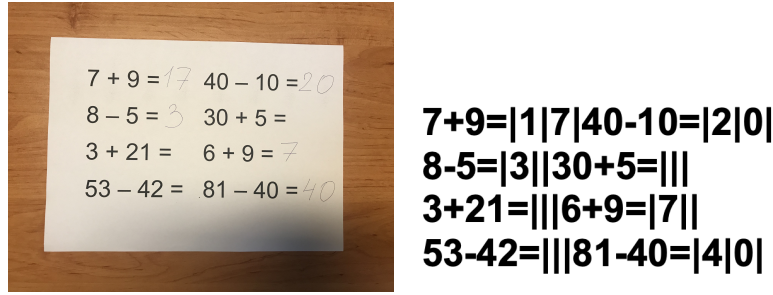 7 + 9 = 17 40 – 10 = 20
8 – 5 = 3 30 + 5 =
3 + 21 = 6 + 9 = 7
53 – 42 = 81 – 40 = 40
7+9=|1|7|40-10=|2|0|
8-5=|3||30+5=|||
3+21=|||6+9=|7||
53-42=|||81-40=|4|0|